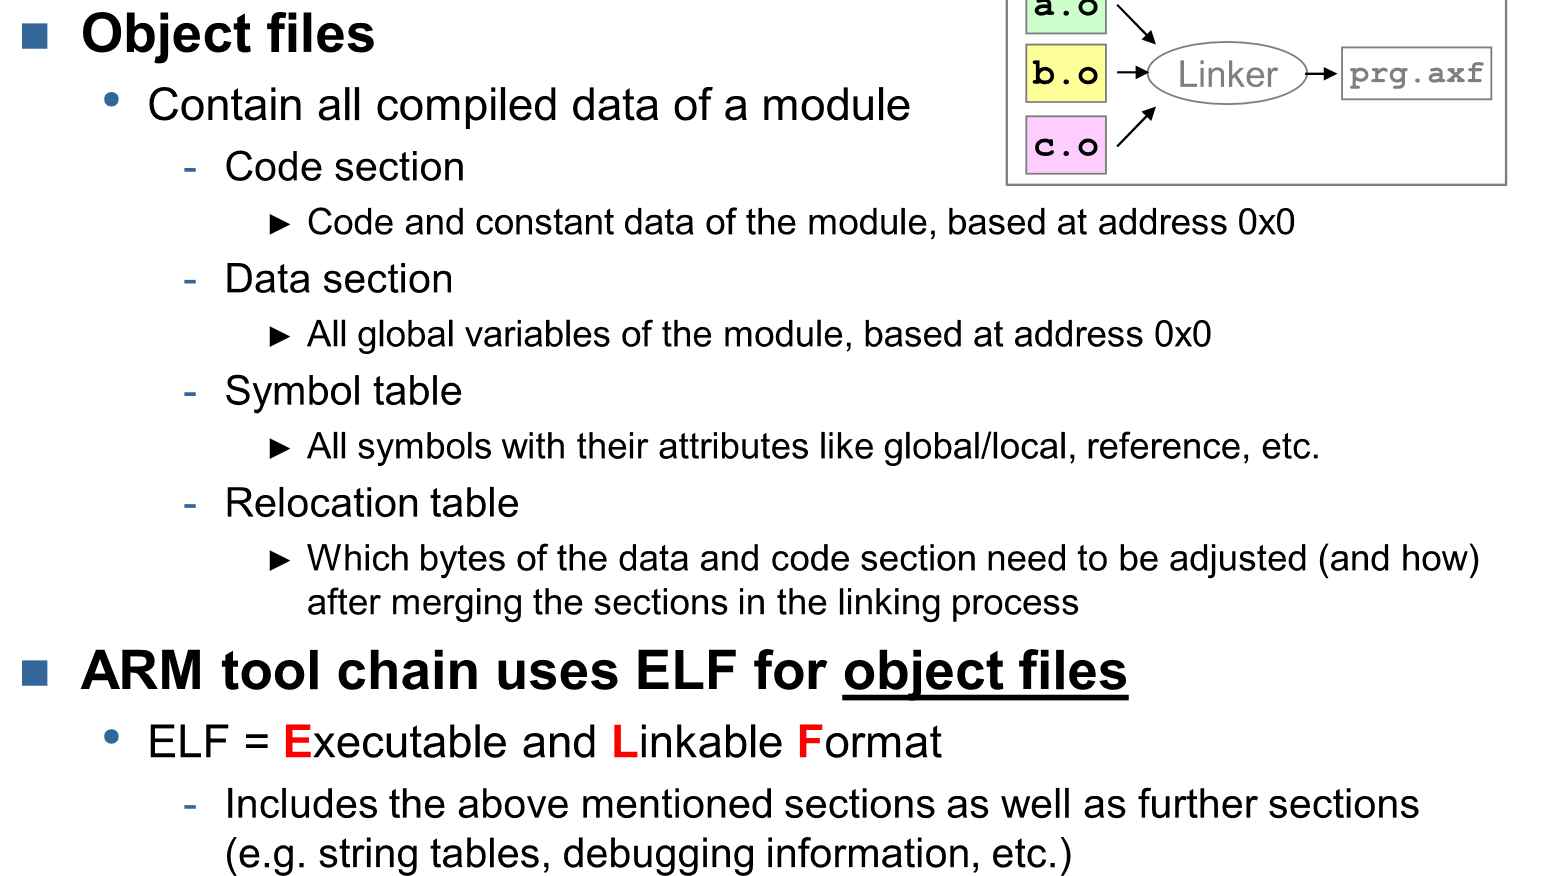 Object files
Contain all compiled data of a module
- Code section
► Code and constant data of the module, based at address 0x0
- Data section
► All global variables of the module, based at address 0x0
- Symbol table
► All symbols with their attributes like global/local, reference, etc.
- Relocation table
► Which bytes of the data and code section need to be adjusted (and how)
after merging the sections in the linking process
ARM tool chain uses ELF for object files
ELF = Executable and Linkable Format
- Includes the above mentioned sections as well as further sections
(e.g. string tables, debugging information, etc.)
a.o
b.o
c.o
Linker
prg.axf